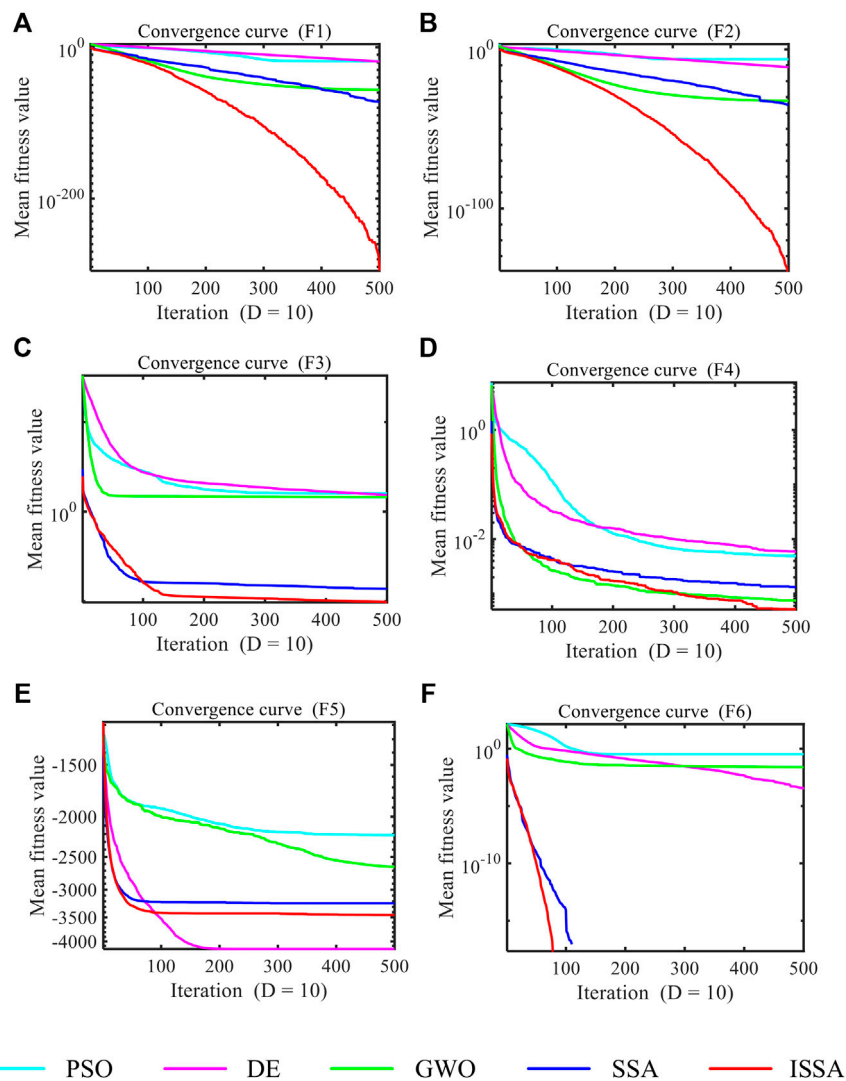 A
Convergence curve (F1)
Mean fitness value
10^0
10^-200
100 200 300 400 500
Iteration (D = 10)
B
Convergence curve (F2)
Mean fitness value
10^0
10^-100
100 200 300 400 500
Iteration (D = 10)
C
Convergence curve (F3)
Mean fitness value
10^0
100 200 300 400 500
Iteration (D = 10)
D
Convergence curve (F4)
Mean fitness value
10^0
10^-2
100 200 300 400 500
Iteration (D = 10)
E
Convergence curve (F5)
Mean fitness value
-1500
-2000
-2500
-3000
-3500
-4000
100 200 300 400 500
Iteration (D = 10)
F
Convergence curve (F6)
Mean fitness value
10^0
10^-10
100 200 300 400 500
Iteration (D = 10)
PSO DE GWO SSA ISSA